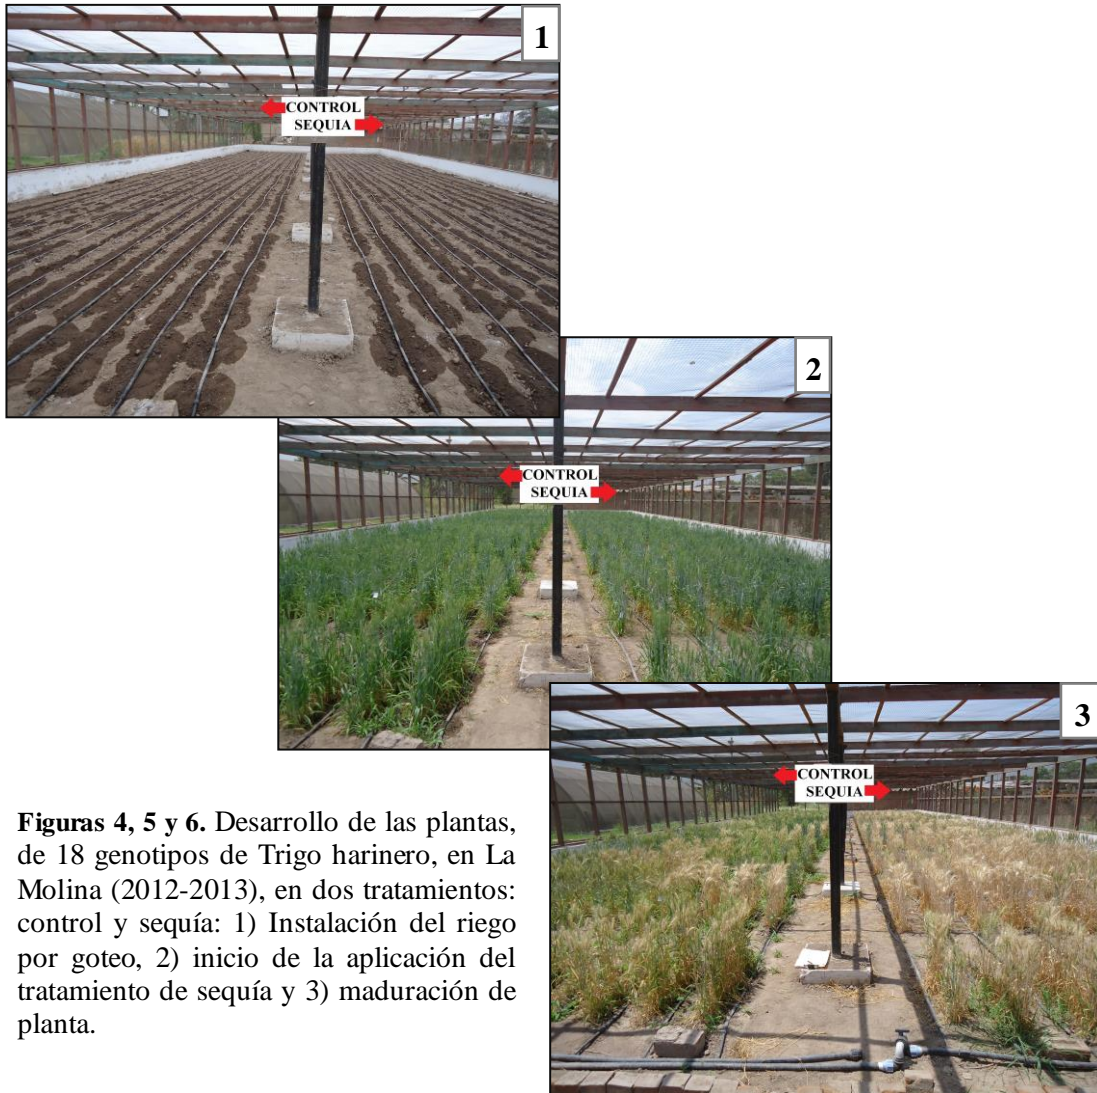 1
CONTROL
SEQUIA
2
CONTROL
SEQUIA
3
CONTROL
SEQUIA
Figuras 4, 5 y 6. Desarrollo de las plantas,
de 18 genotipos de Trigo harinero, en La
Molina (2012-2013), en dos tratamientos:
control y sequía: 1) Instalación del riego
por goteo, 2) inicio de la aplicación del
tratamiento de sequía y 3) maduración de
planta.